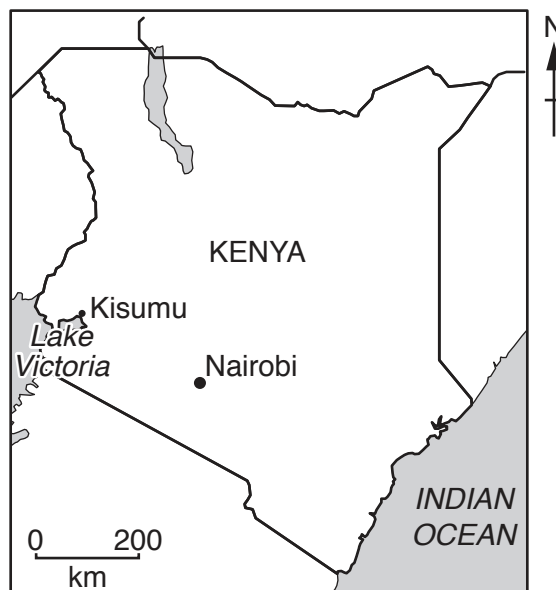 N
KENYA
Kisumu
Lake
Victoria
Nairobi
INDIAN
OCEAN
0 200
km